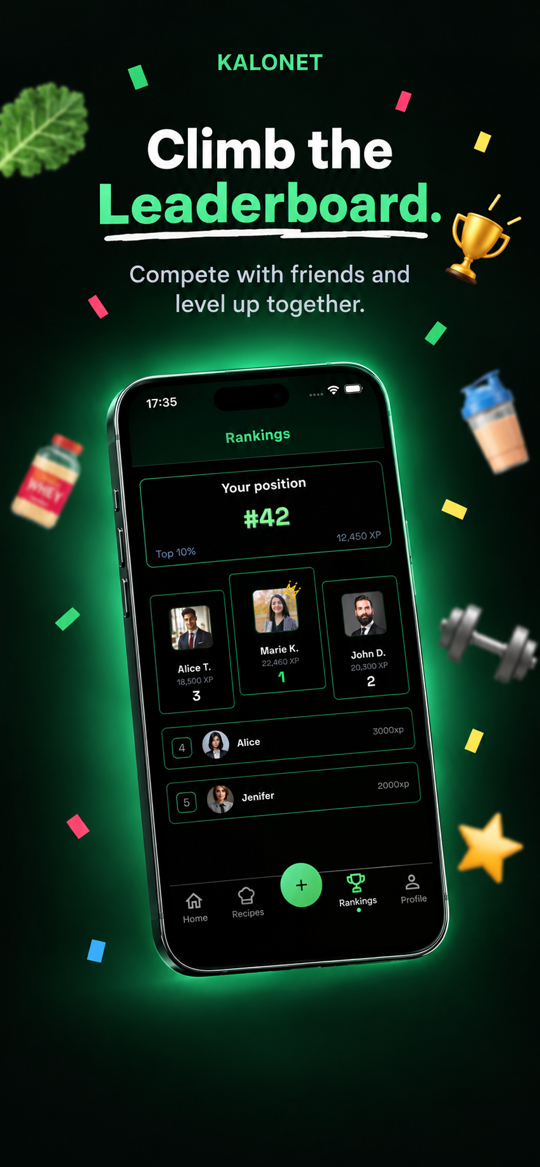 KALONET
Climb the
Leaderboard.
Compete with friends and
level up together.
17:35
Rankings
Your position
#42
Top 10%
12,450 XP
Alice T.
18,500 XP
3
Marie K.
22,460 XP
1
John D.
20,300 XP
2
4
Alice
3000xp
5
Jenifer
2000xp
Home
Recipes
+
Rankings
Profile
WHEY